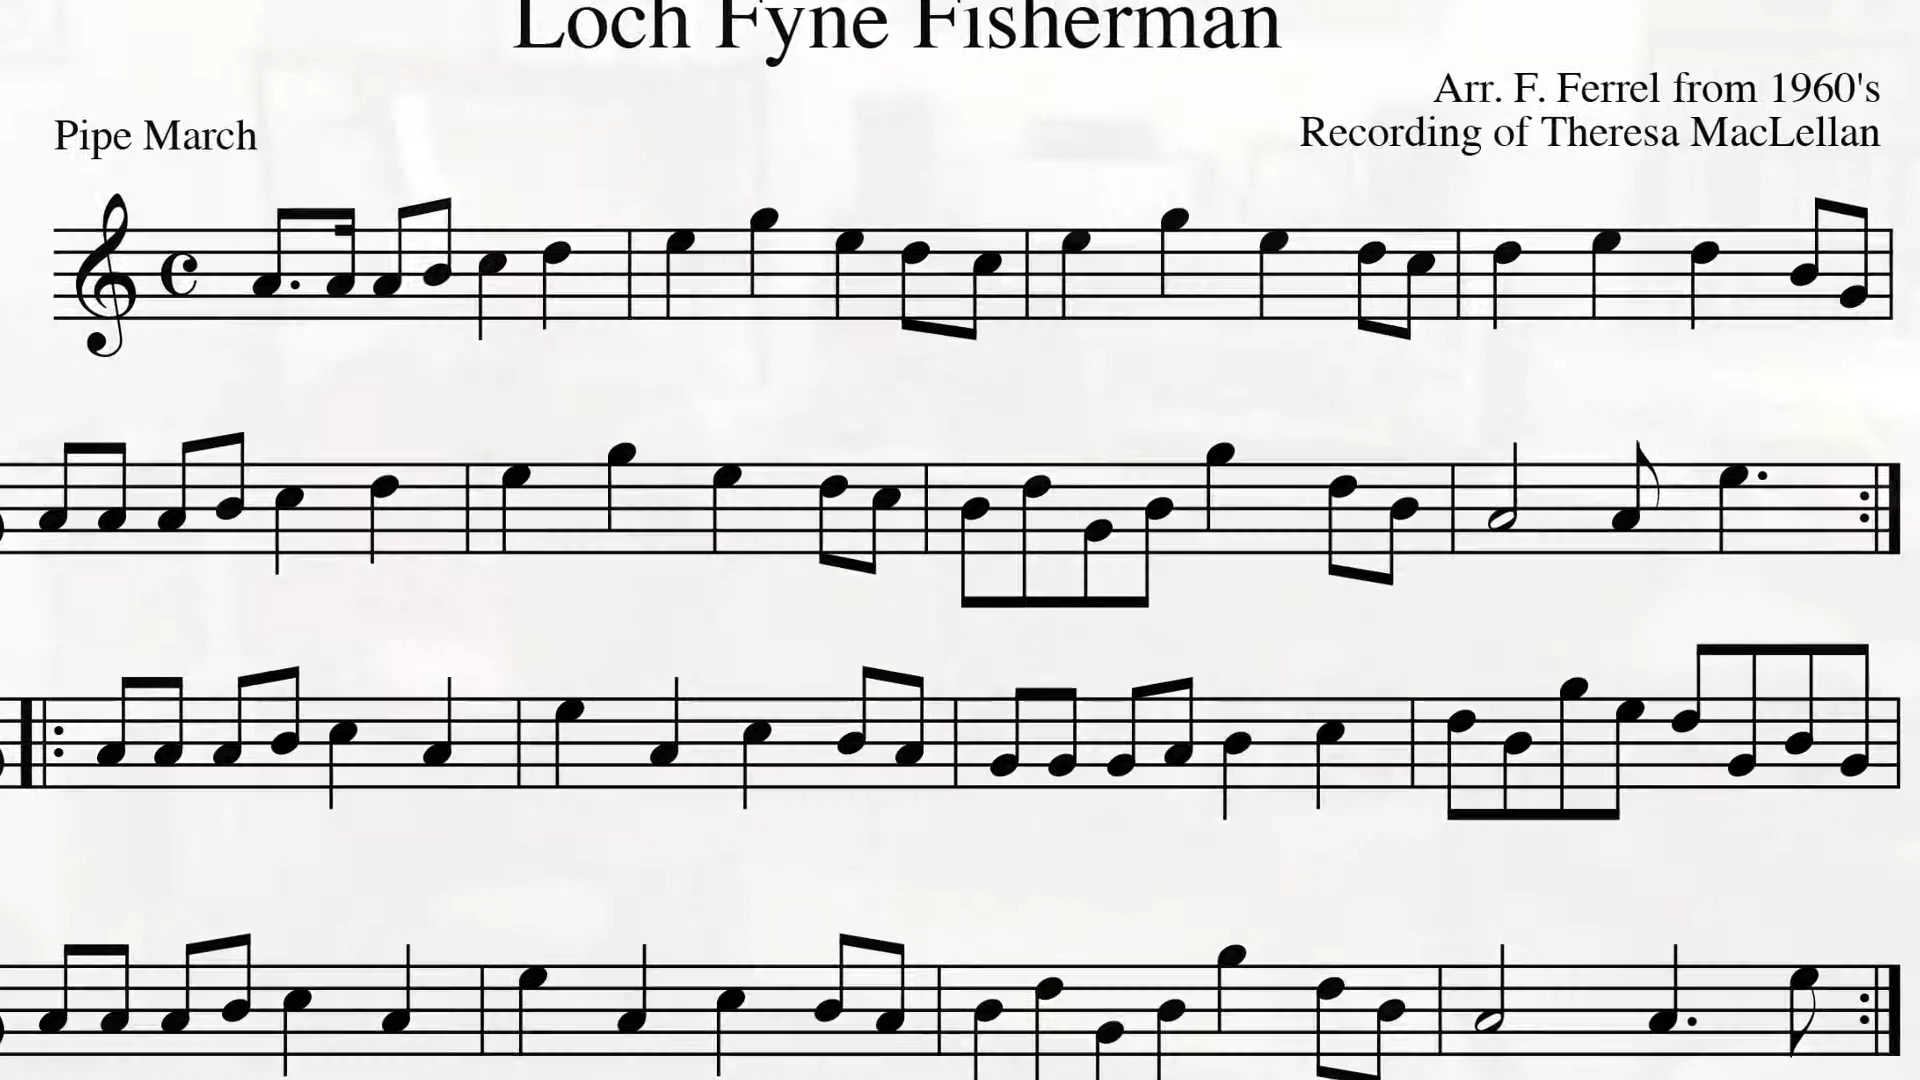 Loch Fyne Fisherman
Arr. F. Ferrel from 1960's
Pipe March
Recording of Theresa MacLellan